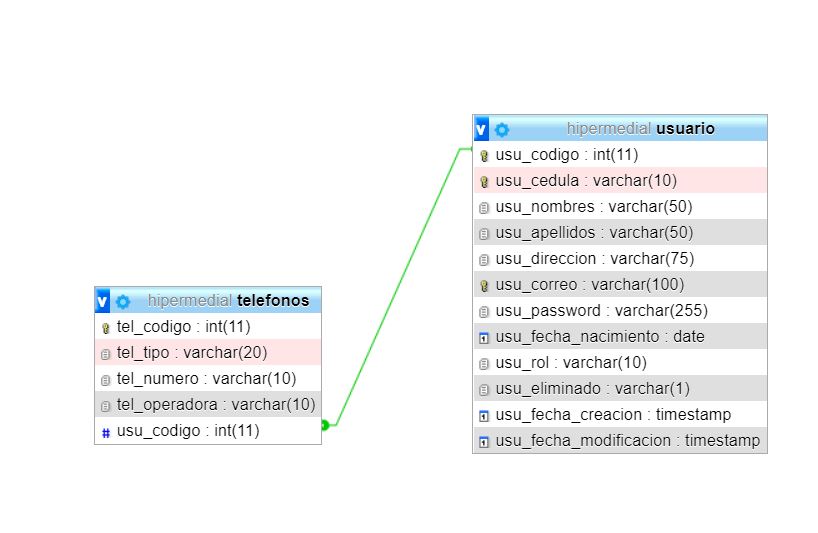 v hipermedial usuario
usu_codigo : int(11)
usu_cedula : varchar(10)
usu_nombres : varchar(50)
usu_apellidos : varchar(50)
usu_direccion : varchar(75)
usu_correo : varchar(100)
usu_password : varchar(255)
usu_fecha_nacimiento : date
usu_rol : varchar(10)
usu_eliminado : varchar(1)
usu_fecha_creacion : timestamp
usu_fecha_modificacion : timestamp
v hipermedial telefonos
tel_codigo : int(11)
tel_tipo : varchar(20)
tel_numero : varchar(10)
tel_operadora : varchar(10)
# usu_codigo : int(11)